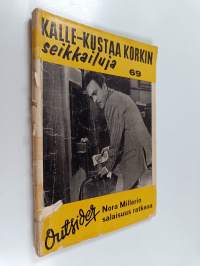 KALLE-KUSTAA KORKIN
seikkailuja
69
Outsider
Nora Millerin
salaisuus ratkeaa